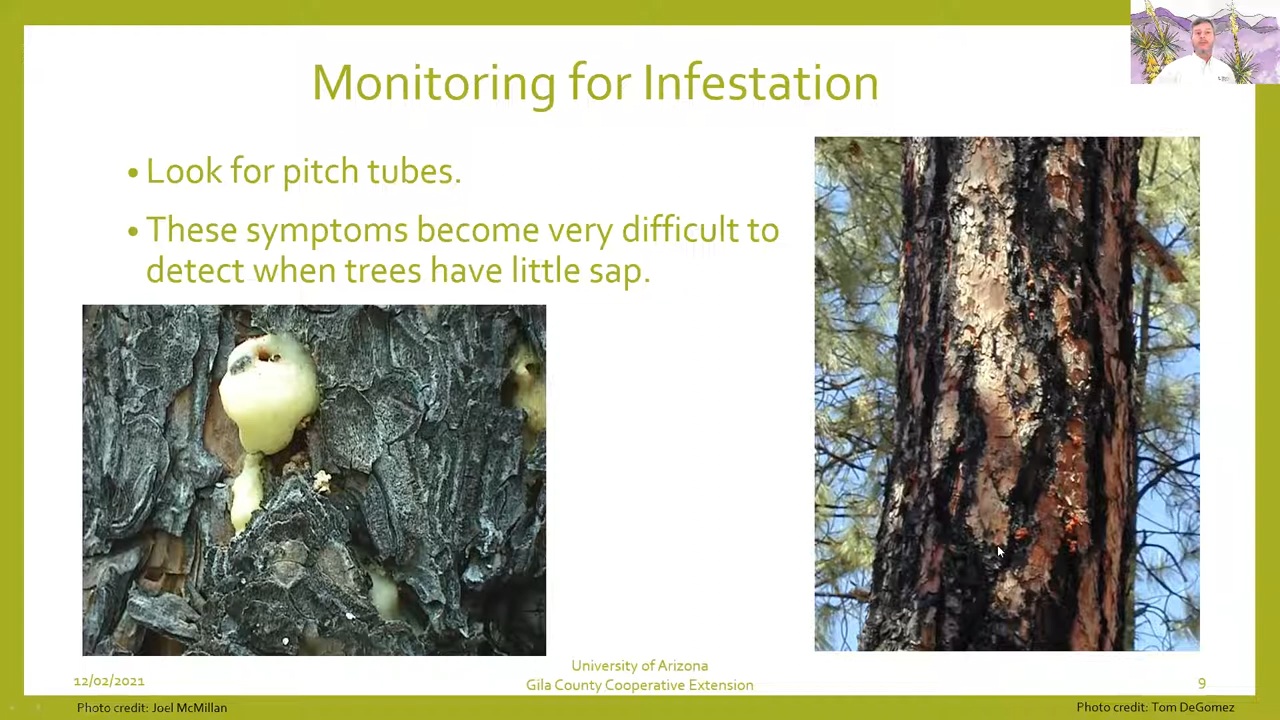 Monitoring for Infestation
• Look for pitch tubes.
• These symptoms become very difficult to
detect when trees have little sap.
12/02/2021
University of Arizona
Gila County Cooperative Extension
9
Photo credit: Joel McMillan
Photo credit: Tom DeGomez